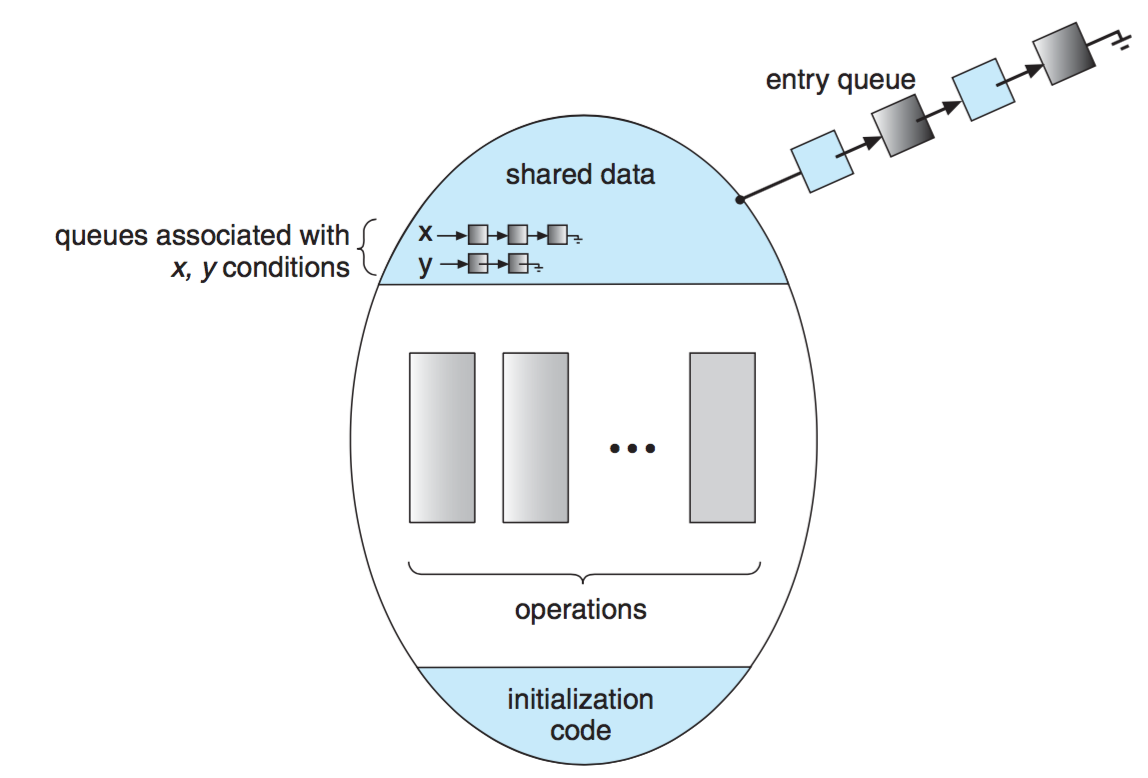 entry queue
shared data
queues associated with
x, y conditions
x
y
...
operations
initialization
code